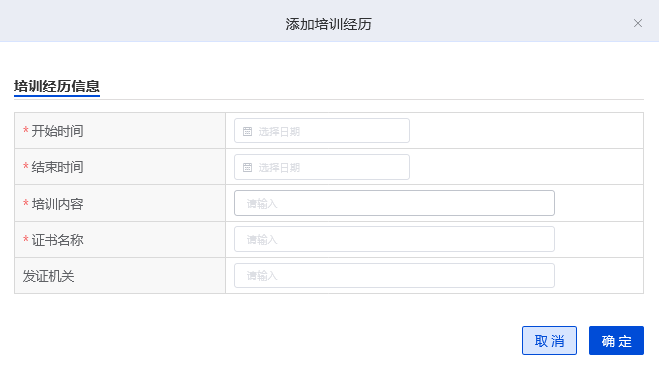 添加培训经历
培训经历信息
* 开始时间 选择日期
* 结束时间 选择日期
* 培训内容 请输入
* 证书名称 请输入
发证机关 请输入
取消 确定